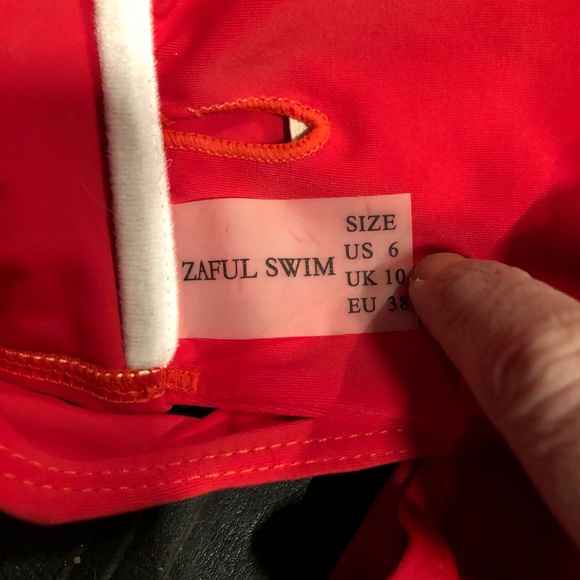 ZAFUL SWIM
SIZE
US 6
UK 10
EU 38